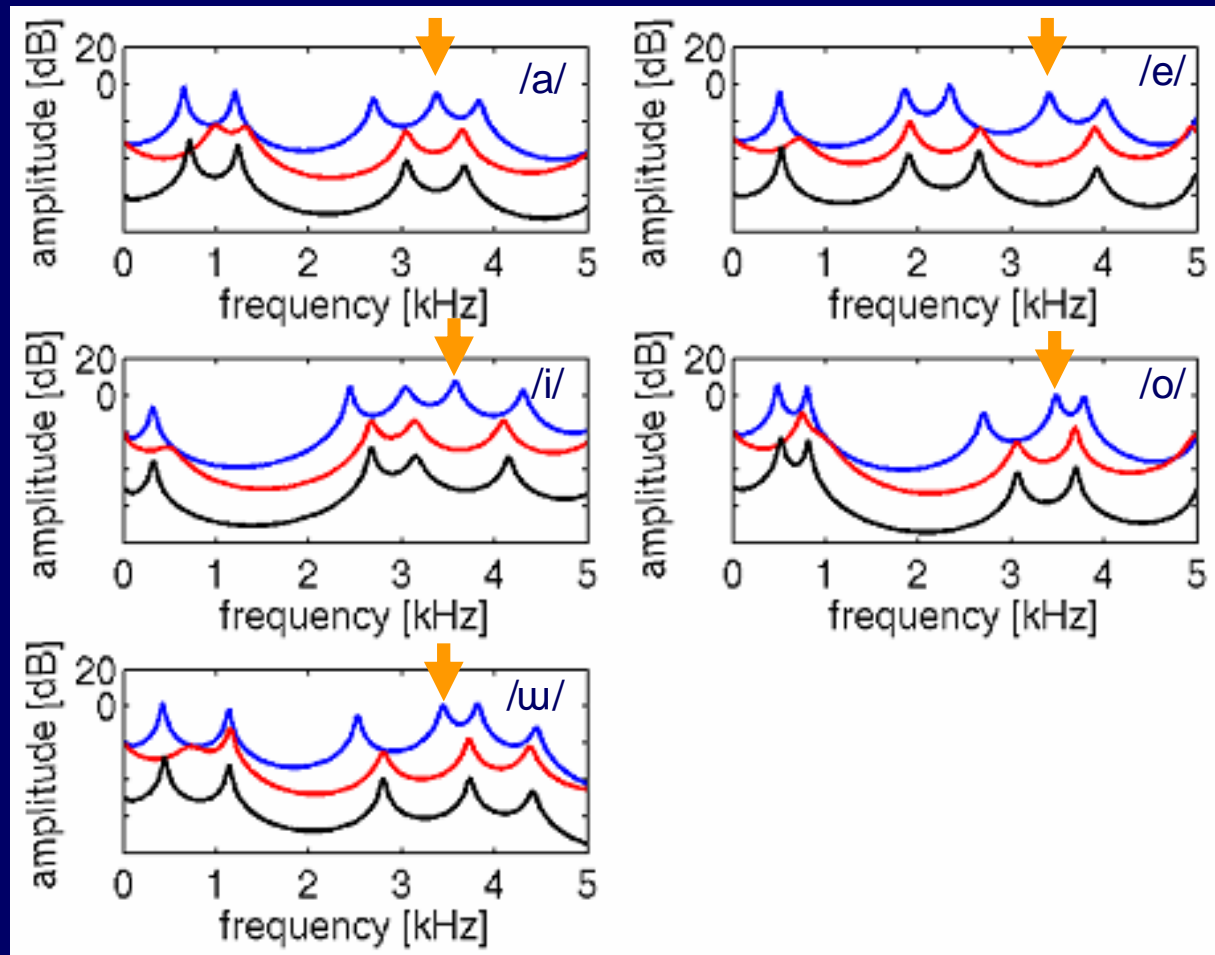 /a/
amplitude [dB]
20
0
0 1 2 3 4 5
frequency [kHz]
/e/
amplitude [dB]
20
0
0 1 2 3 4 5
frequency [kHz]
/i/
amplitude [dB]
20
0
0 1 2 3 4 5
frequency [kHz]
/o/
amplitude [dB]
20
0
0 1 2 3 4 5
frequency [kHz]
/ɯ/
amplitude [dB]
20
0
0 1 2 3 4 5
frequency [kHz]